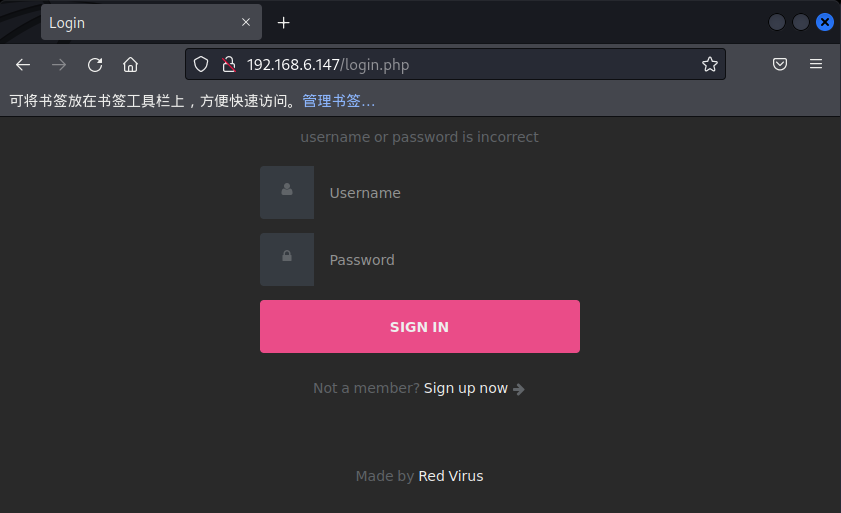 Login
192.168.6.147/login.php
可将书签放在书签工具栏上，方便快速访问。管理书签…
username or password is incorrect
Username
Password
SIGN IN
Not a member? Sign up now
Made by Red Virus